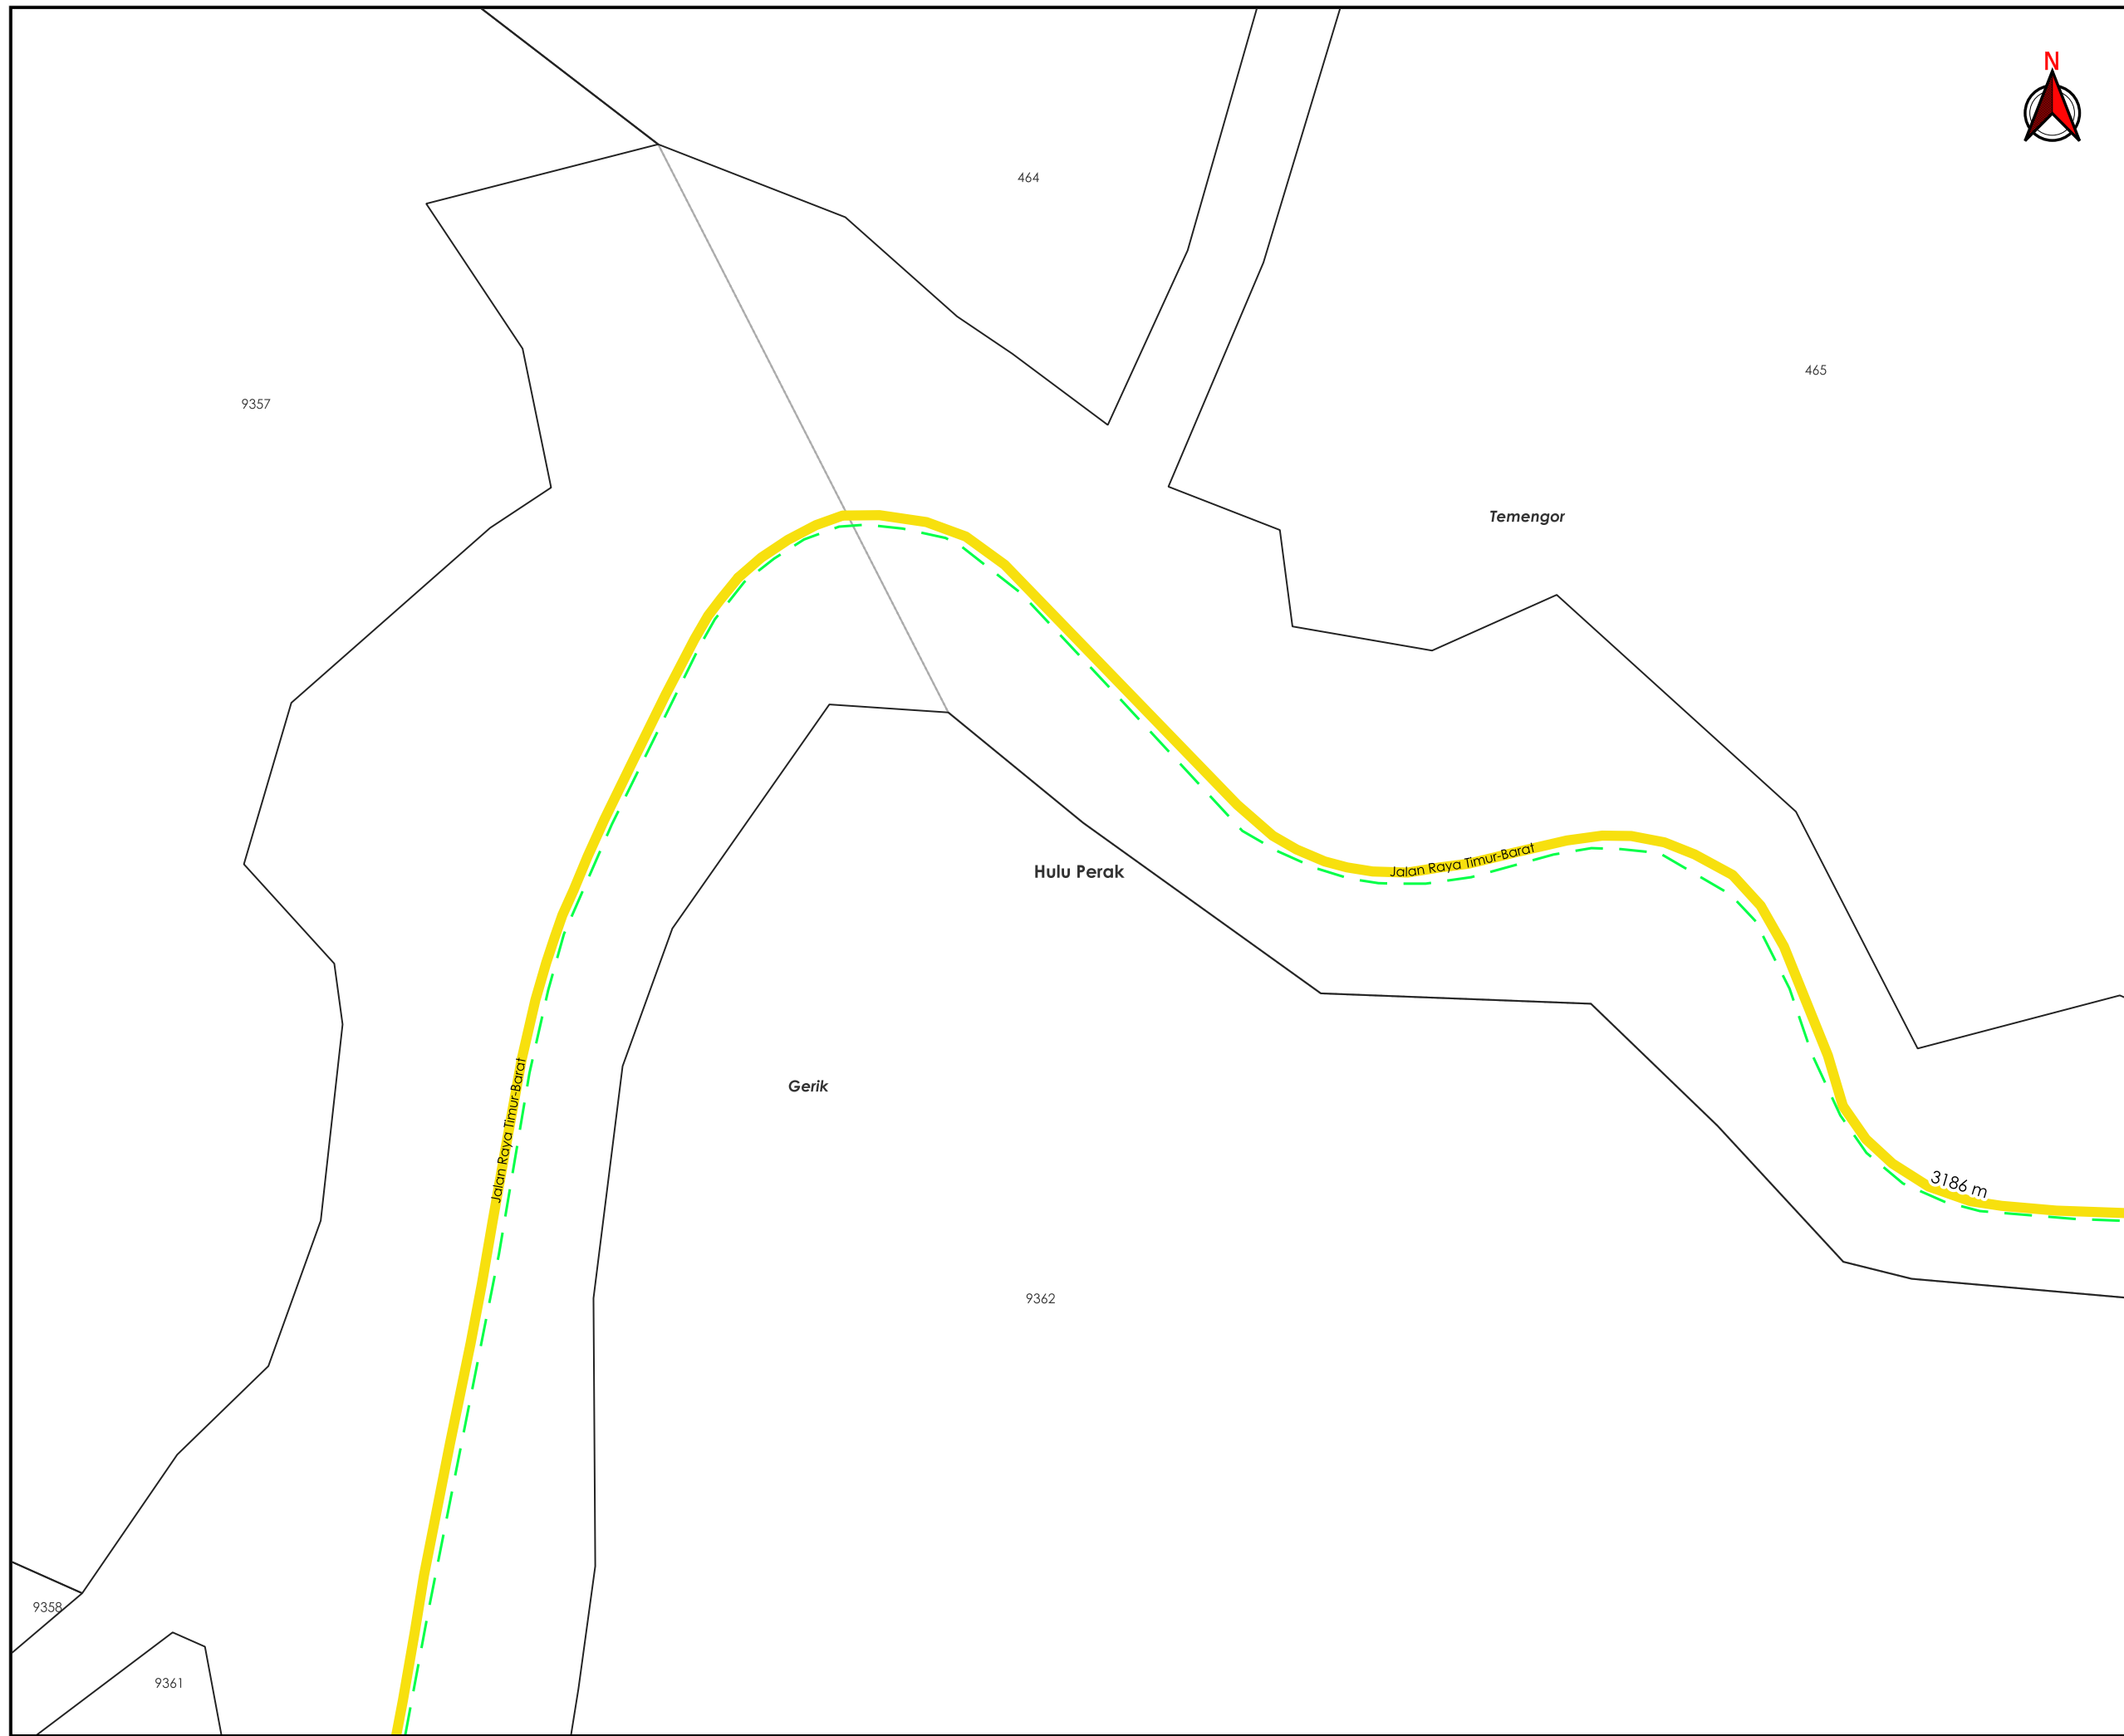 N
464
465
9357
Temengor
Jalan Raya Timur-Barat
Hulu Perak
Gerik
Jalan Raya Timur-Barat
3186 m
9362
9358
9361